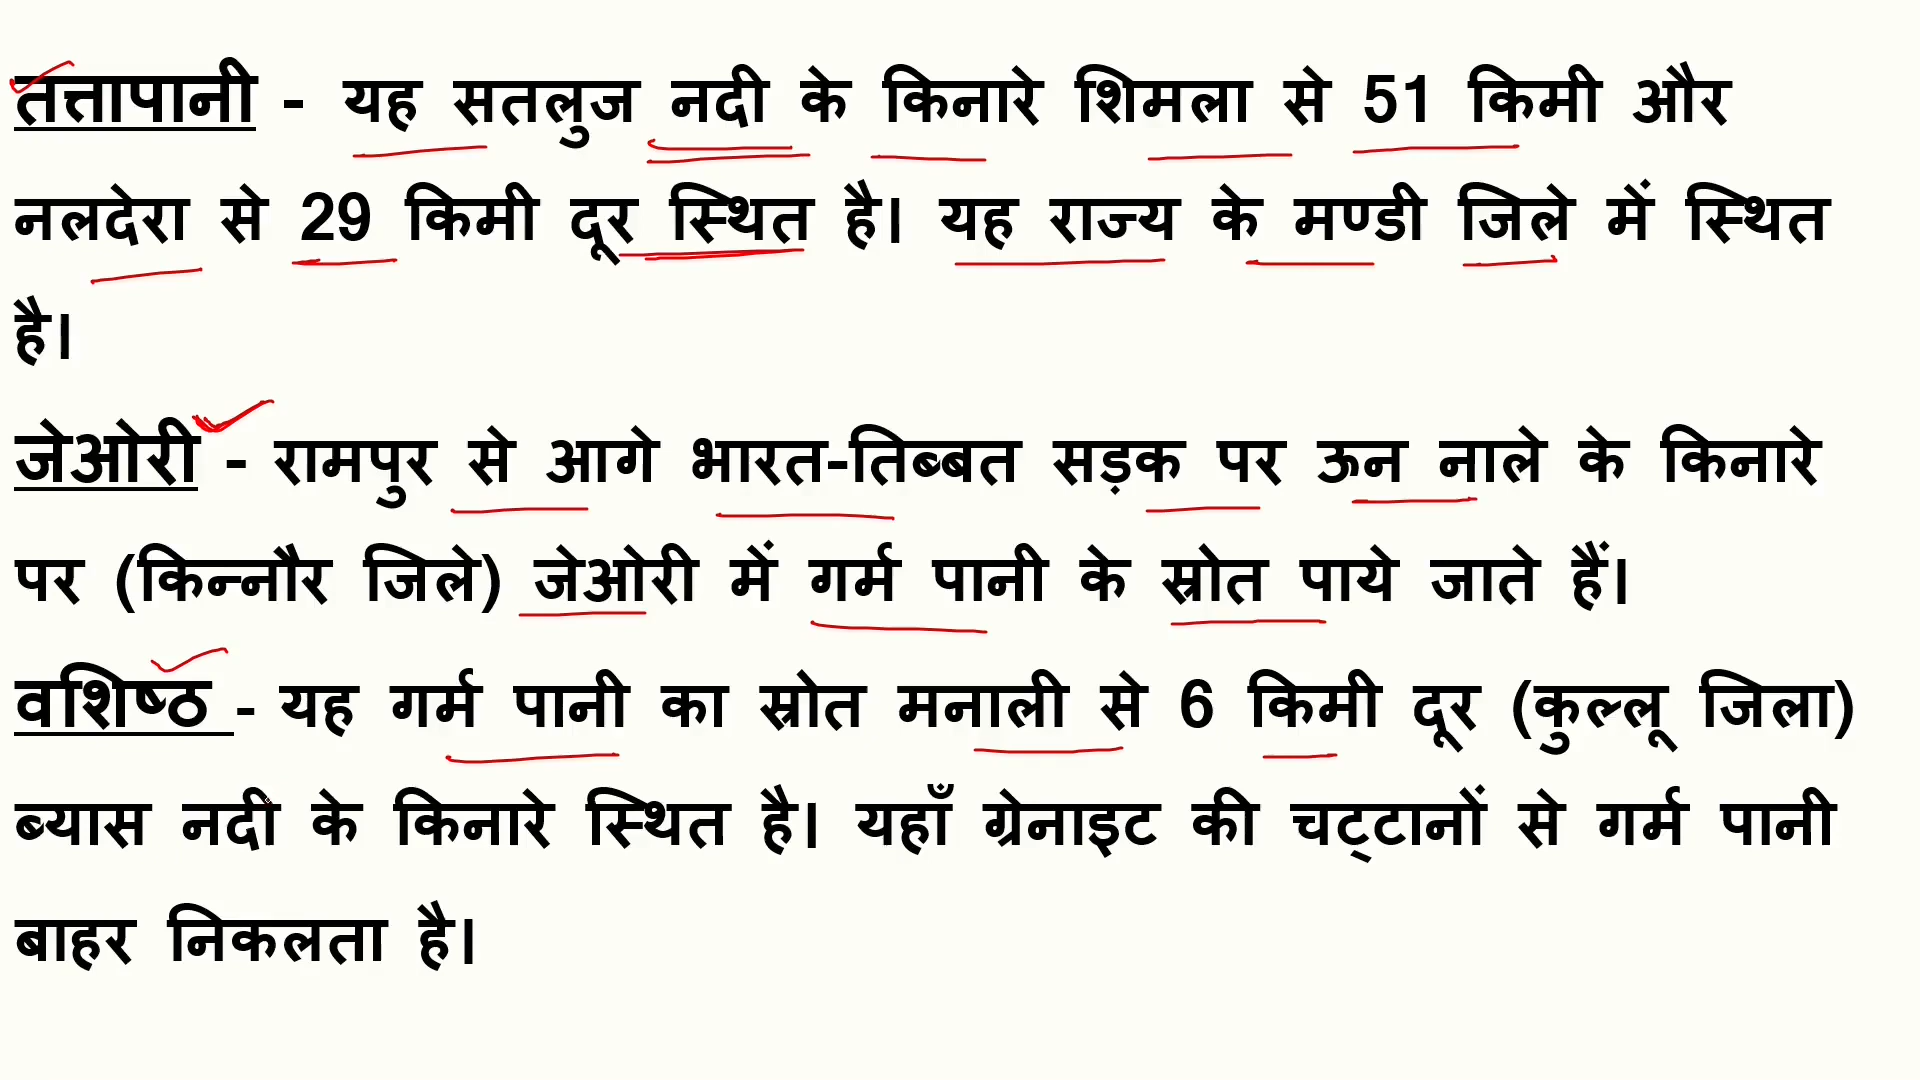 तत्तापानी - यह सतलुज नदी के किनारे शिमला से 51 किमी और
नलदेरा से 29 किमी दूर स्थित है। यह राज्य के मण्डी जिले में स्थित
है।
जेओरी - रामपुर से आगे भारत-तिब्बत सड़क पर ऊन नाले के किनारे
पर (किन्नौर जिले) जेओरी में गर्म पानी के स्रोत पाये जाते हैं।
वशिष्ठ - यह गर्म पानी का स्रोत मनाली से 6 किमी दूर (कुल्लू जिला)
ब्यास नदी के किनारे स्थित है। यहाँ ग्रेनाइट की चट्टानों से गर्म पानी
बाहर निकलता है।